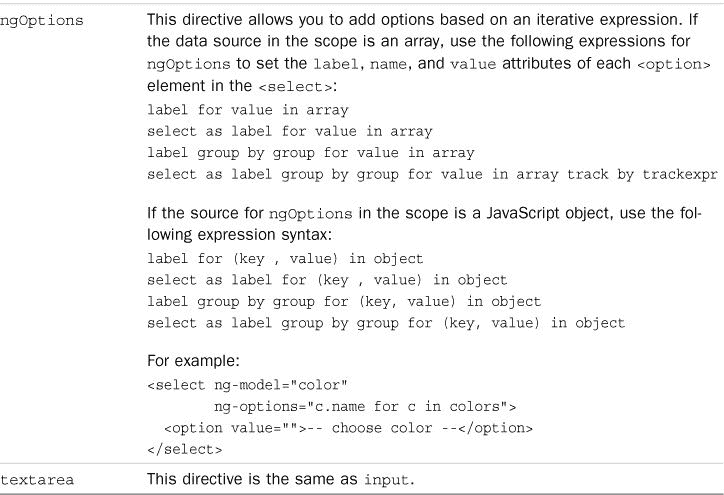 ngOptions This directive allows you to add options based on an iterative expression. If
the data source in the scope is an array, use the following expressions for
ngOptions to set the label, name, and value attributes of each <option>
element in the <select>:
label for value in array
select as label for value in array
label group by group for value in array
select as label group by group for value in array track by trackexpr
If the source for ngOptions in the scope is a JavaScript object, use the fol-
lowing expression syntax:
label for (key , value) in object
select as label for (key , value) in object
label group by group for (key, value) in object
select as label group by group for (key, value) in object
For example:
<select ng-model="color"
ng-options="c.name for c in colors">
<option value="">-- choose color --</option>
</select>
textarea This directive is the same as input.